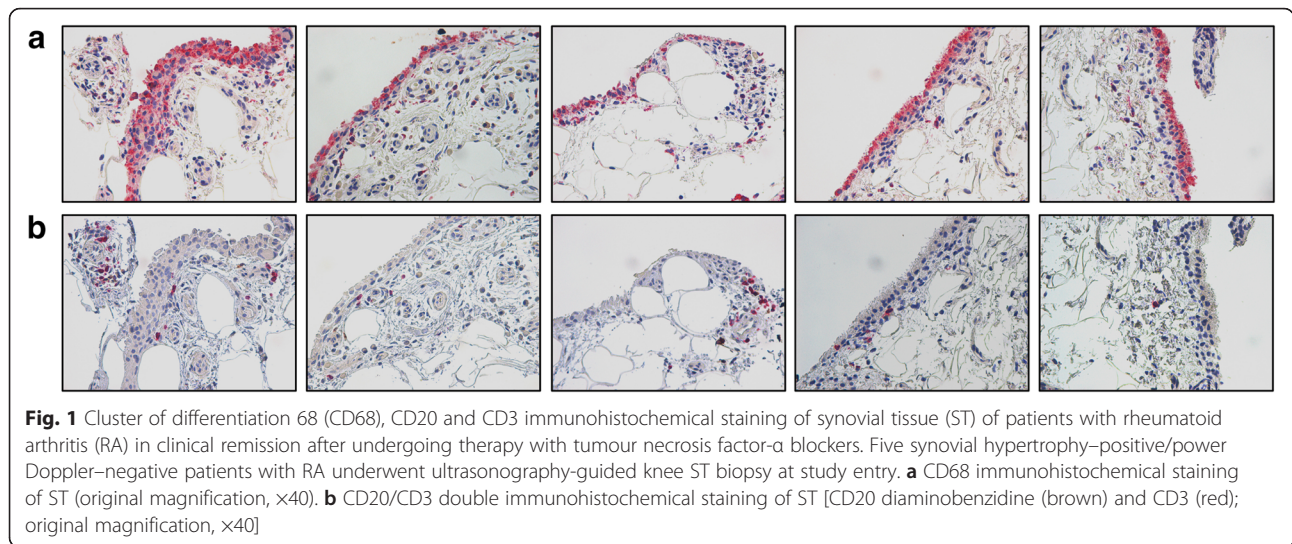 a
b
Fig. 1 Cluster of differentiation 68 (CD68), CD20 and CD3 immunohistochemical staining of synovial tissue (ST) of patients with rheumatoid
arthritis (RA) in clinical remission after undergoing therapy with tumour necrosis factor-α blockers. Five synovial hypertrophy–positive/power
Doppler–negative patients with RA underwent ultrasonography-guided knee ST biopsy at study entry. a CD68 immunohistochemical staining
of ST (original magnification, ×40). b CD20/CD3 double immunohistochemical staining of ST [CD20 diaminobenzidine (brown) and CD3 (red);
original magnification, ×40]